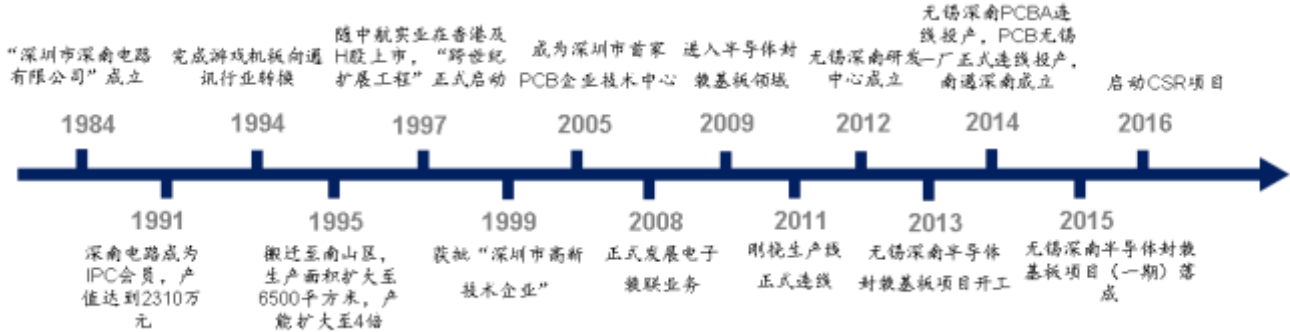 “深圳市深南电路
有限公司”成立
1984
深南电路成为
IPC会员，产
值达到2310万
元
1991
完成游戏机板向通
讯行业转换
1994
搬迁至南山区，
生产面积扩大至
6500平方米，产
能扩大至4倍
1995
随中航实业在香港及
H股上市，“跨世纪
扩展工程”正式启动
1997
获批“深圳市高新
技术企业”
1999
成为深圳市首家
PCB企业技术中心
2005
正式发展电子
装联业务
2008
进入半导体封
装基板领域
2009
刚挠生产线
正式连线
2011
无锡深南研发
中心成立
2012
无锡深南半导体
封装基板项目开工
2013
无锡深南PCBA连
线投产，PCB无锡
一厂正式连线投产，
南通深南成立
2014
无锡深南半导体封装
基板项目（一期）落
成
2015
启动CSR项目
2016